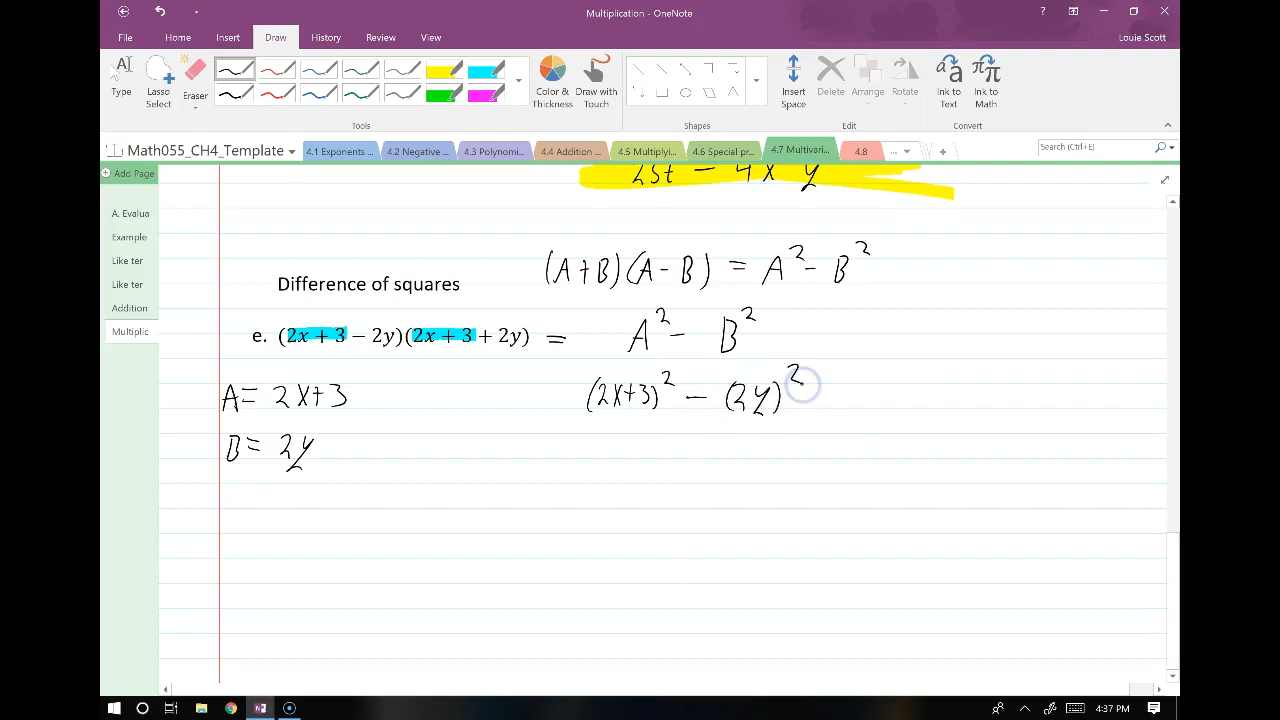 Multiplication - OneNote
?
File Home Insert Draw History Review View
Louie Scott
Type Lasso Select Eraser Color & Thickness Draw with Touch Insert Space Delete Arrange Rotate Ink to Text Ink to Math
Tools Shapes Edit Convert
Math055_CH4_Template 4.1 Exponents ... 4.2 Negative ... 4.3 Polynomi... 4.4 Addition ... 4.5 Multiplyi... 4.6 Special pr... 4.7 Multivari... 4.8 ... Search (Ctrl+E)
Add Page
A. Evalua
Example
Like ter
Like ter
Addition
Multiplic
(A+B)(A-B) = A² - B²
Difference of squares
e. (2x + 3 − 2y)(2x + 3 + 2y) = A² - B²
A= 2x+3 (2x+3)² - (2y)²
B= 2y
4:37 PM